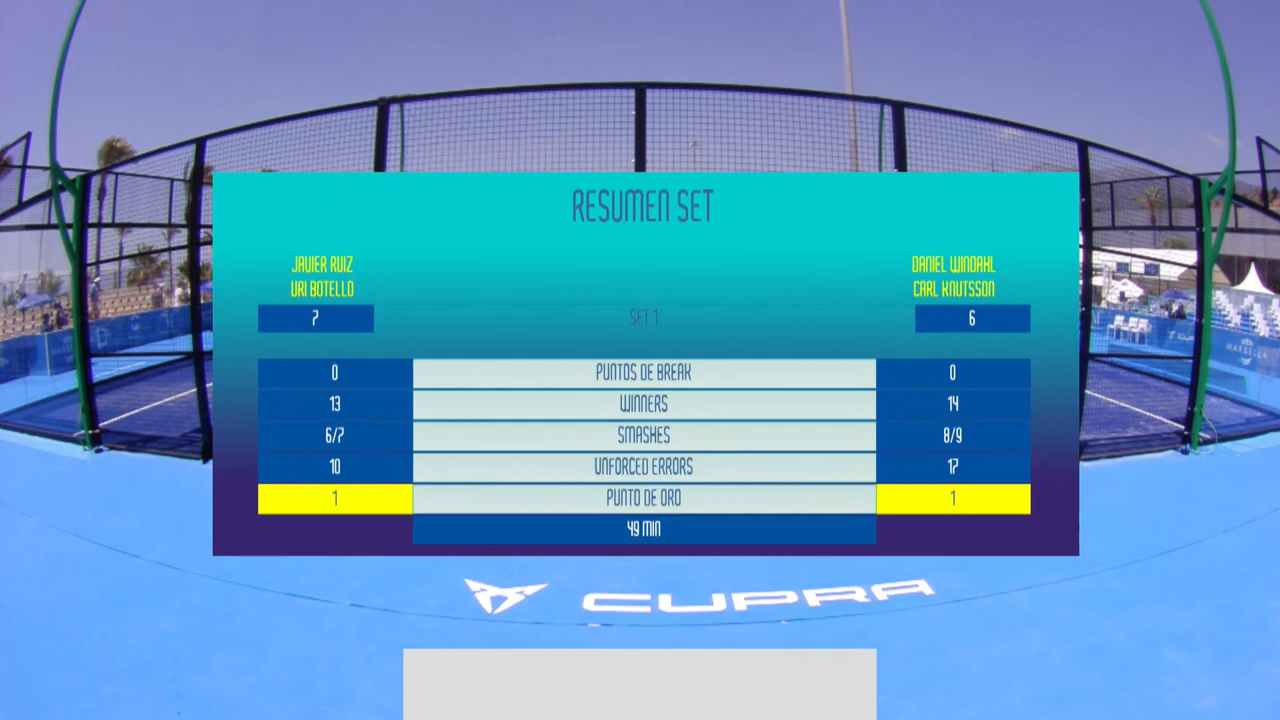 RESUMEN SET
JAVIER RUIZ
URI BOTELLO
DANIEL WINDAHL
CARL KNUTSSON
7 SET 1 6
0 PUNTOS DE BREAK 0
13 WINNERS 14
6/7 SMASHES 8/9
10 UNFORCED ERRORS 17
1 PUNTO DE ORO 1
49 MIN
MARBELLA
CUPRA